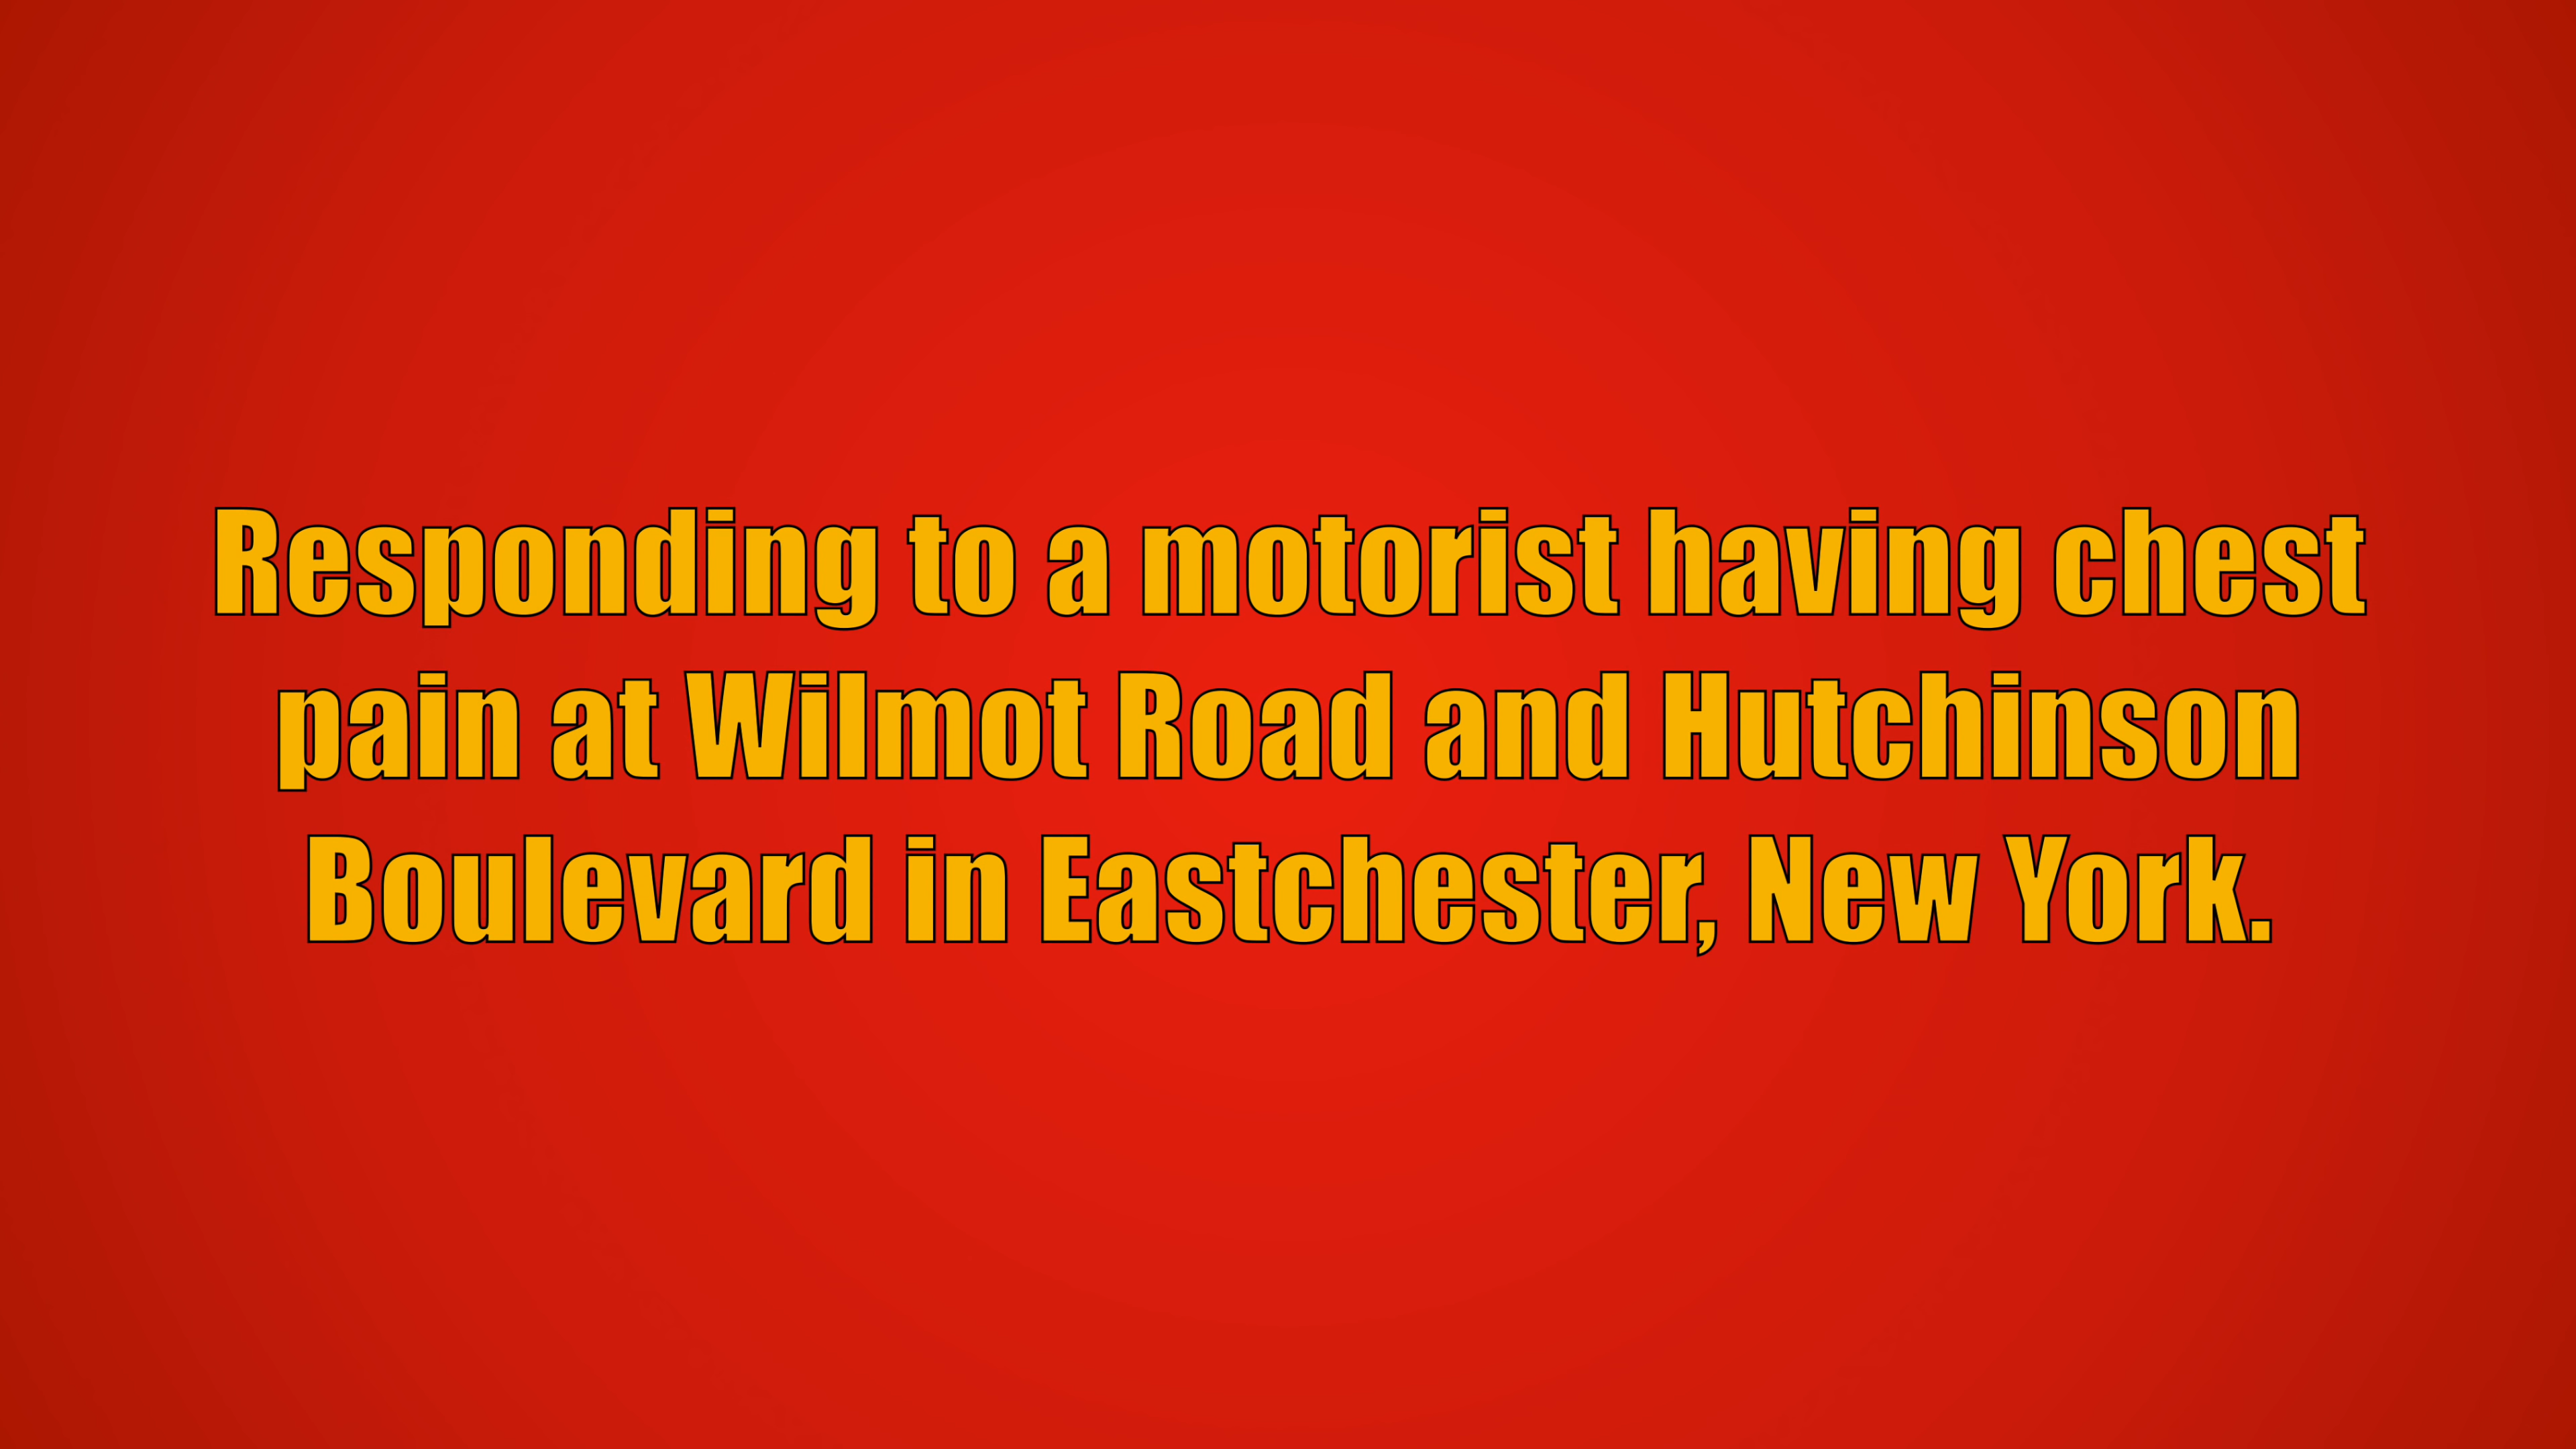 Responding to a motorist having chest
pain at Wilmot Road and Hutchinson
Boulevard in Eastchester, New York.